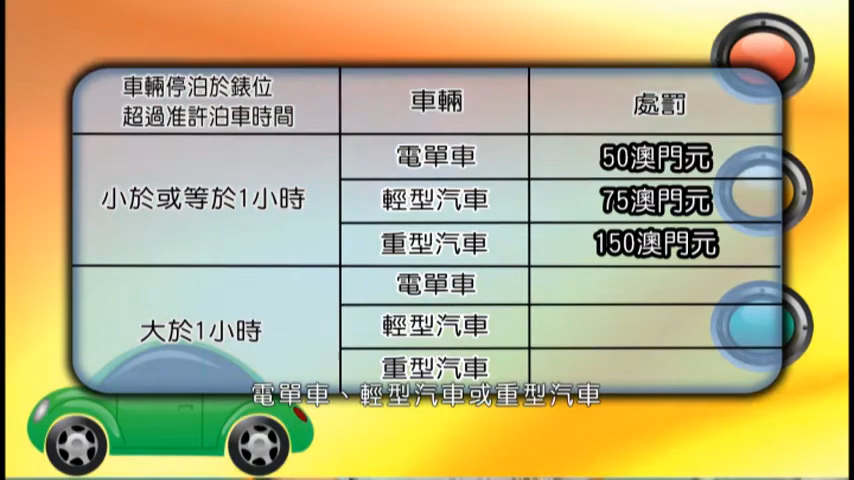 車輛停泊於錶位
超過准許泊車時間
車輛
處罰
小於或等於1小時
電單車
50澳門元
輕型汽車
75澳門元
重型汽車
150澳門元
大於1小時
電單車
輕型汽車
重型汽車
電單車、輕型汽車或重型汽車